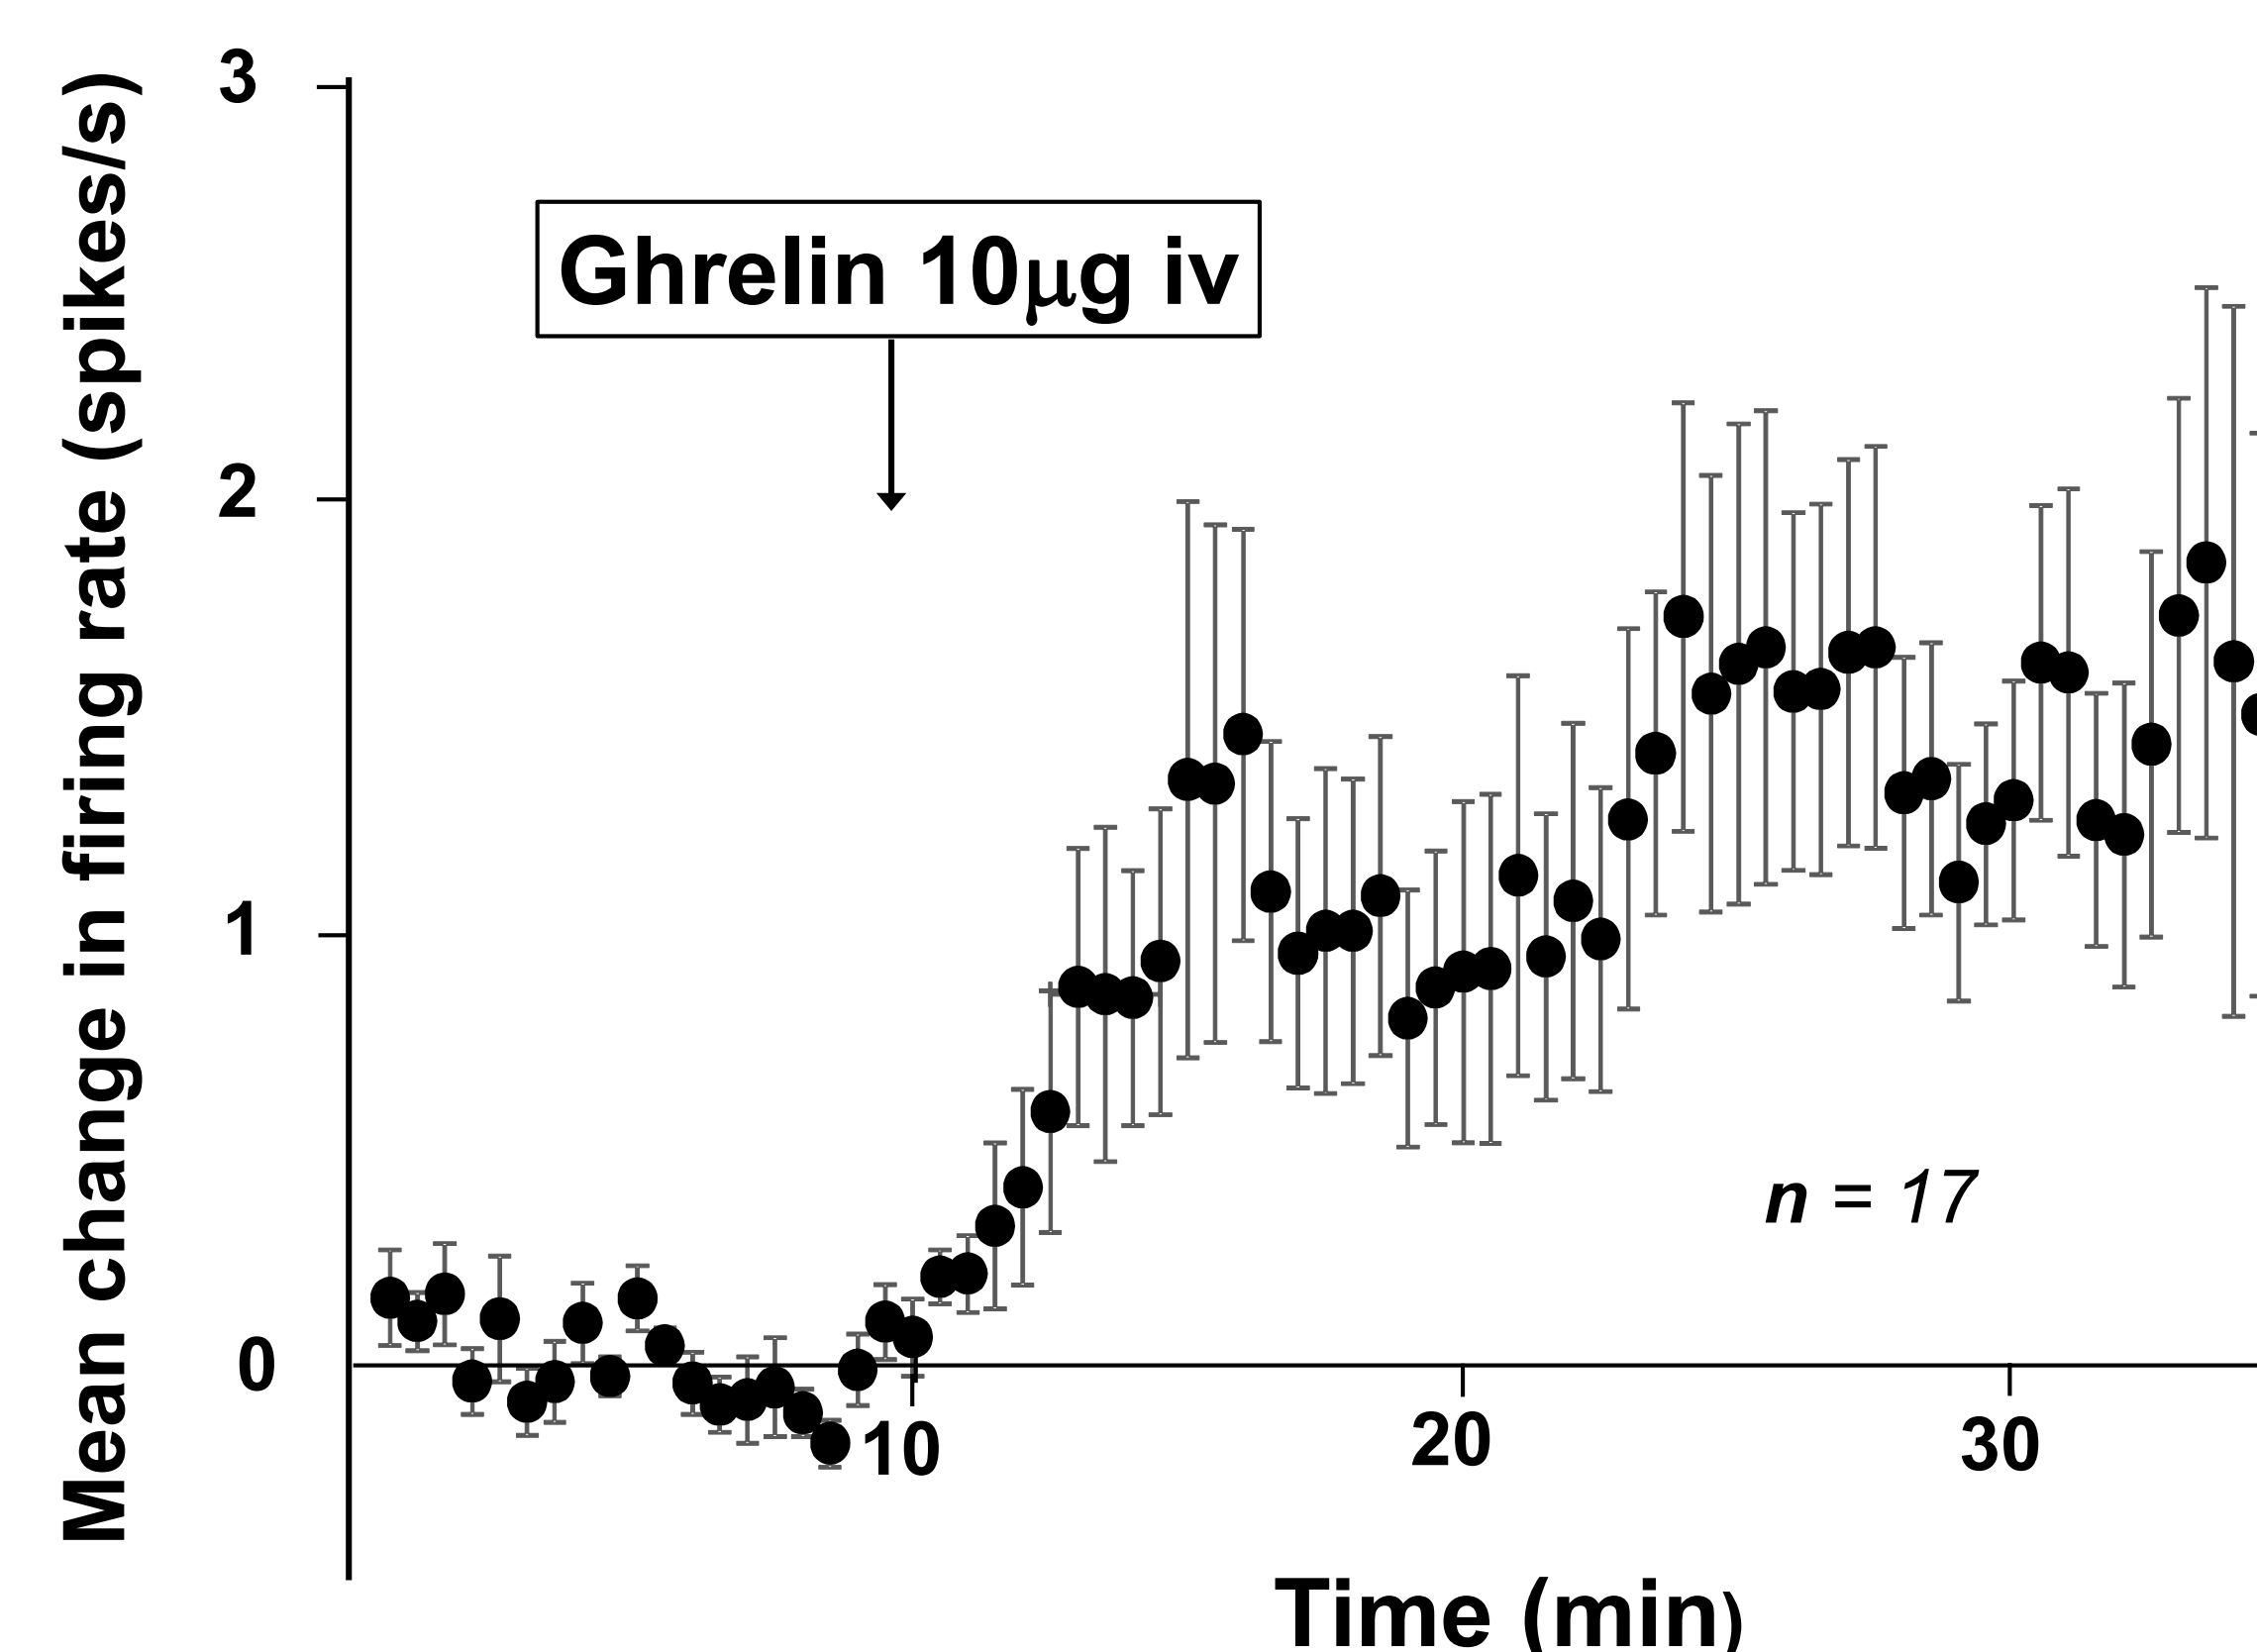 Mean change in firing rate (spikes/s)
3
2
1
0
Ghrelin 10μg iv
n = 17
10
20
30
Time (min)